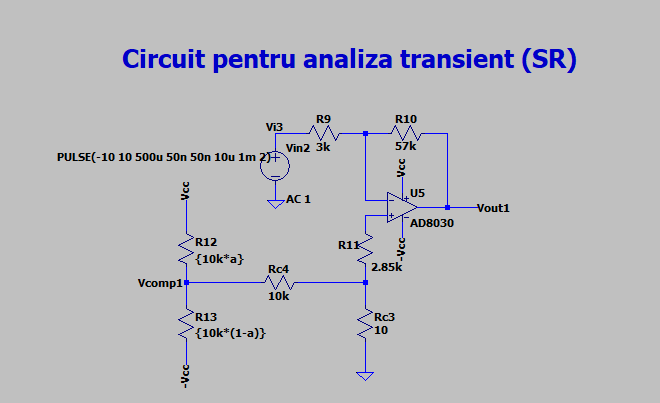 Circuit pentru analiza transient (SR)
R9
R10
Vi3
Vin2
3k
57k
PULSE(-10 10 500u 50n 50n 10u 1m 2)
Vcc
U5
Vcc
AC 1
Vout1
AD8030
R12
R11
-Vcc
{10k*a}
Rc4
2.85k
Vcomp1
10k
R13
Rc3
{10k*(1-a)}
10
-Vcc